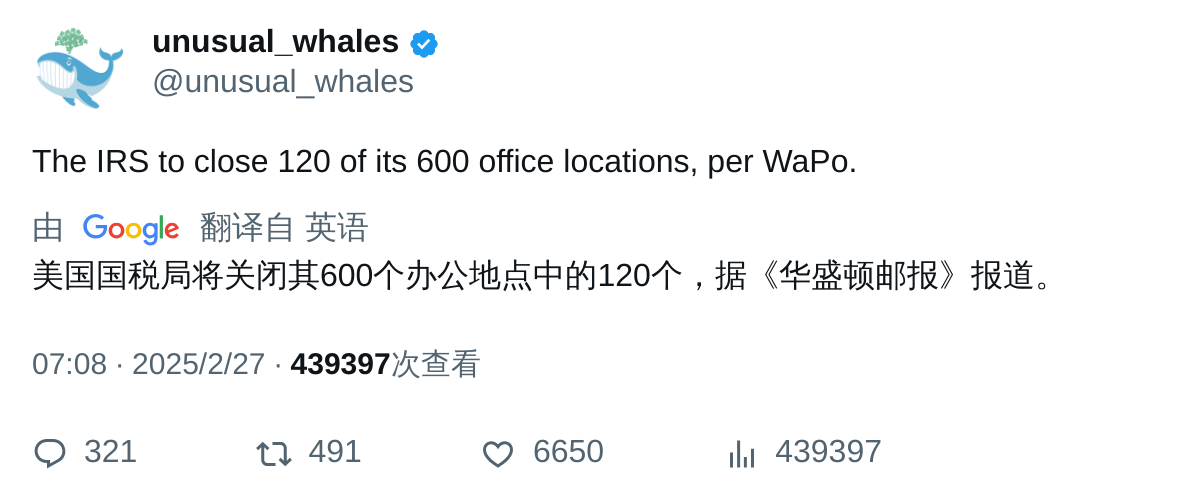 unusual_whales
@unusual_whales
The IRS to close 120 of its 600 office locations, per WaPo.
由 Google 翻译自 英语
美国国税局将关闭其600个办公地点中的120个，据《华盛顿邮报》报道。
07:08 · 2025/2/27 · 439397次查看
321 491 6650 439397